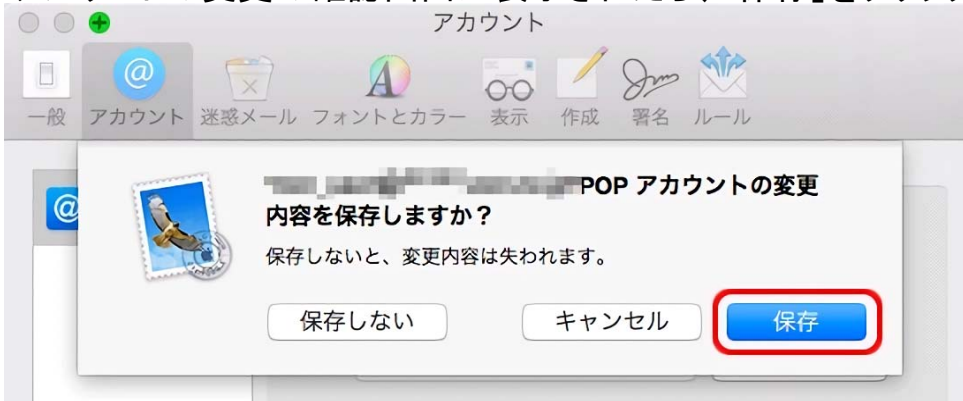 アカウント
一般 アカウント 迷惑メール フォントとカラー 表示 作成 署名 ルール
POP アカウントの変更
内容を保存しますか？
保存しないと、変更内容は失われます。
保存しない キャンセル 保存